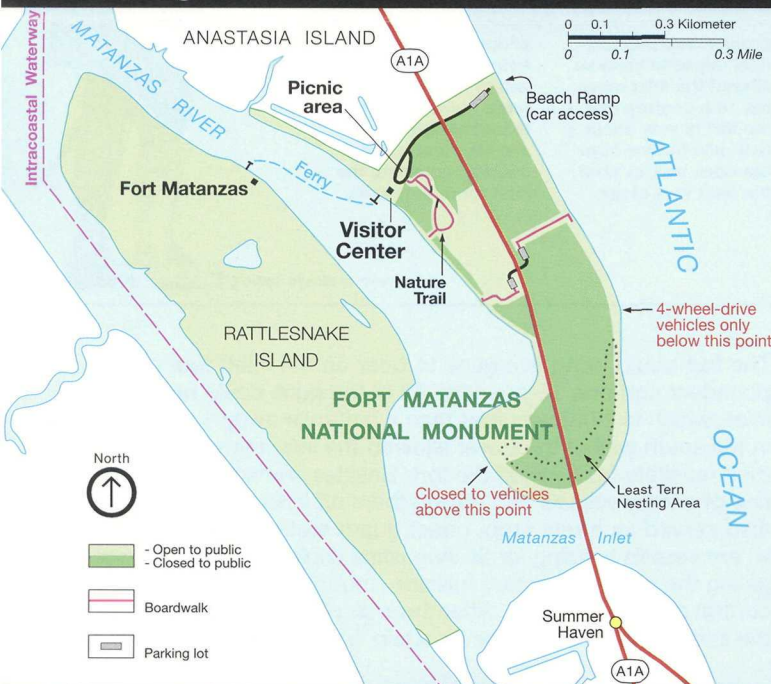 0 0.1 0.3 Kilometer
0 0.1 0.3 Mile
ANASTASIA ISLAND
A1A
Intracoastal Waterway
MATANZAS RIVER
Picnic
area
Beach Ramp
(car access)
ATLANTIC
Ferry
Fort Matanzas
Visitor
Center
Nature
Trail
4-wheel-drive
vehicles only
below this point
RATTLESNAKE
ISLAND
FORT MATANZAS
NATIONAL MONUMENT
OCEAN
North
Closed to vehicles
above this point
Least Tern
Nesting Area
Matanzas Inlet
- Open to public
- Closed to public
Boardwalk
Parking lot
Summer
Haven
A1A